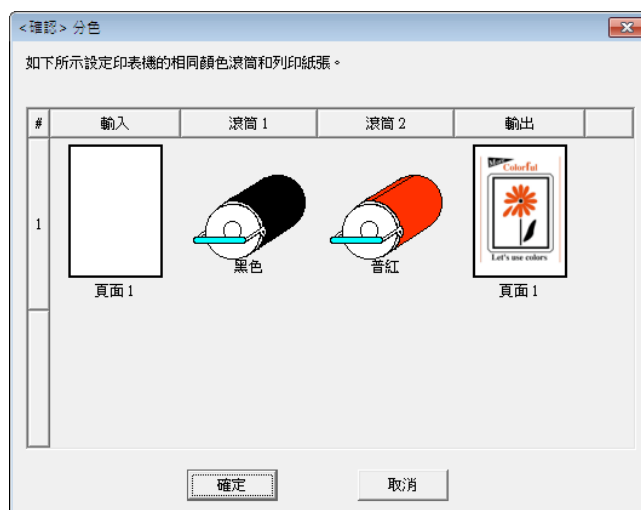 <確認> 分色
如下所示設定印表機的相同顏色滾筒和列印紙張。
# 輸入 滾筒 1 滾筒 2 輸出
1
Colorful
Let's use colors
黑色 普紅
頁面 1 頁面 1
確定 取消